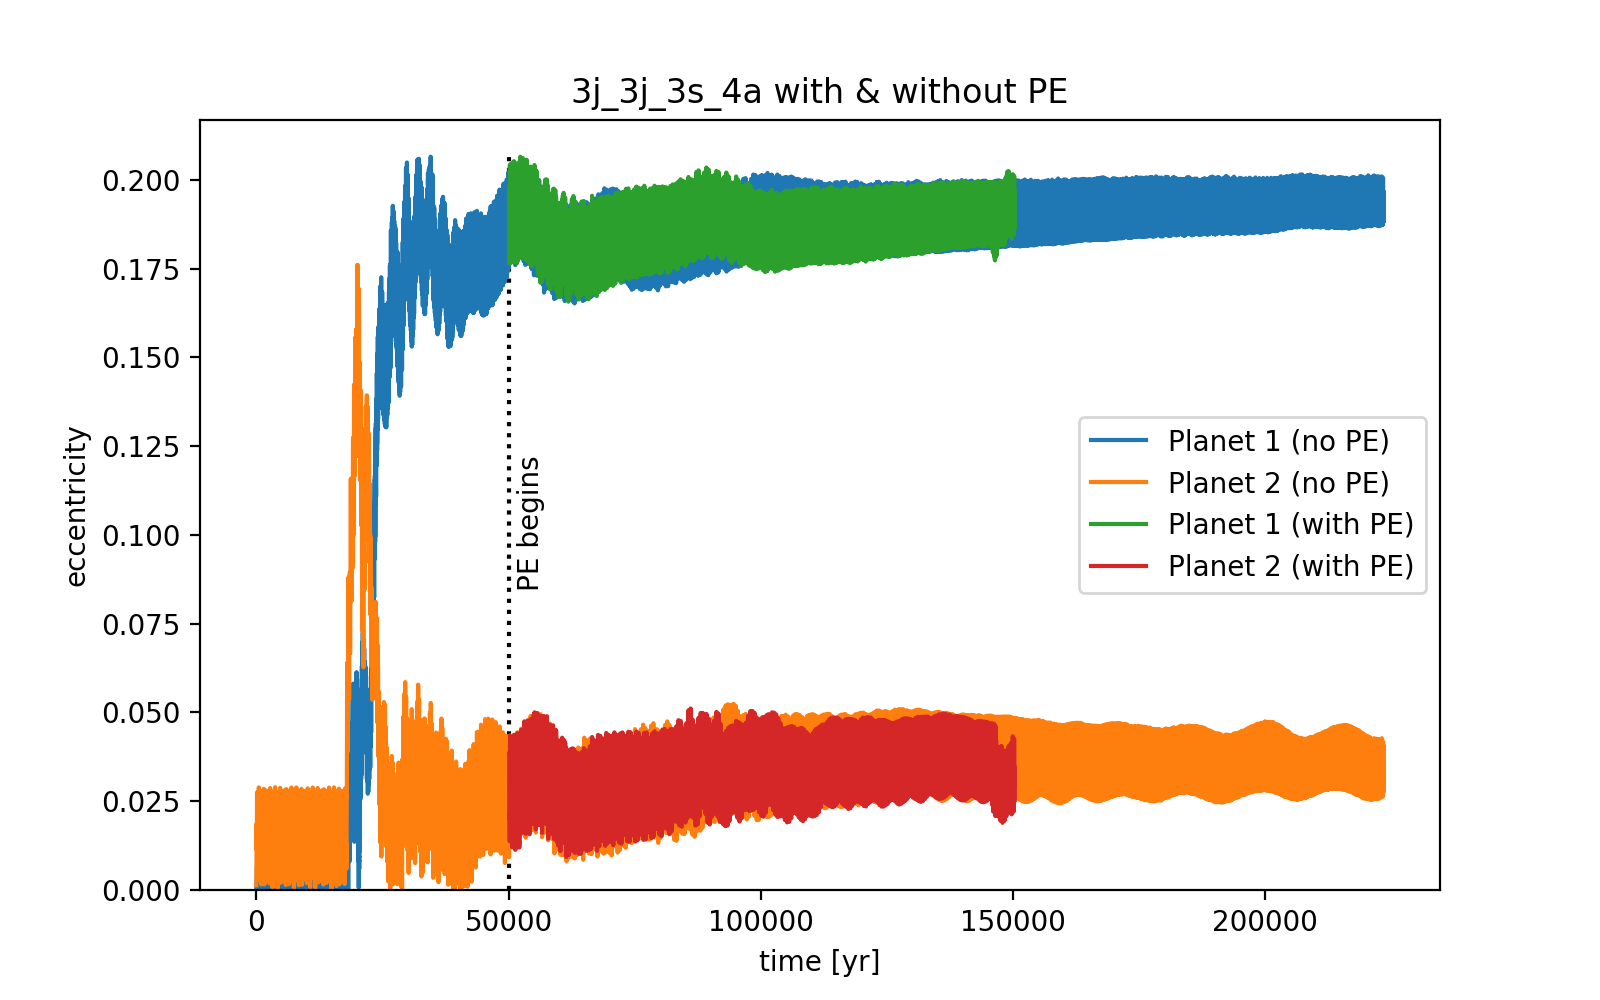 3j_3j_3s_4a with & without PE
0.200
0.175
0.150
0.125
0.100
0.075
0.050
0.025
0.000
eccentricity
PE begins
Planet 1 (no PE)
Planet 2 (no PE)
Planet 1 (with PE)
Planet 2 (with PE)
0
50000
100000
150000
200000
time [yr]